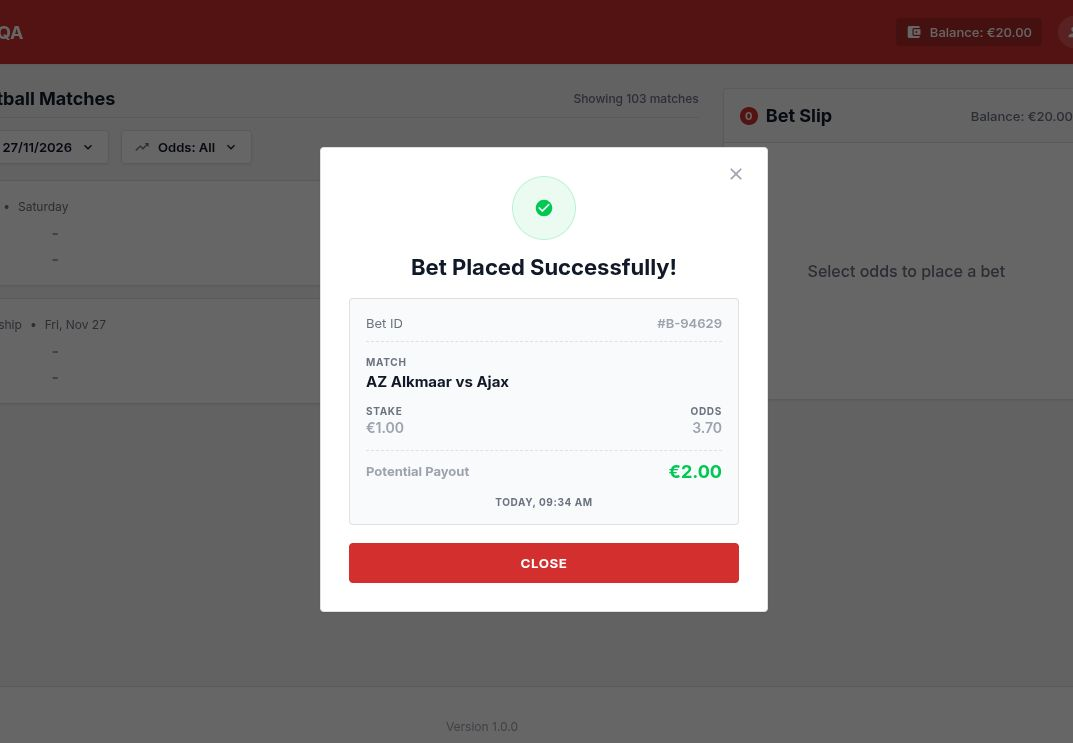 QA
Balance: €20.00
tball Matches
Showing 103 matches
0 Bet Slip
Balance: €20.00
27/11/2026
Odds: All
• Saturday
-
-
ship • Fri, Nov 27
-
-
Select odds to place a bet
Bet Placed Successfully!
Bet ID #B-94629
MATCH
AZ Alkmaar vs Ajax
STAKE ODDS
€1.00 3.70
Potential Payout €2.00
TODAY, 09:34 AM
CLOSE
Version 1.0.0